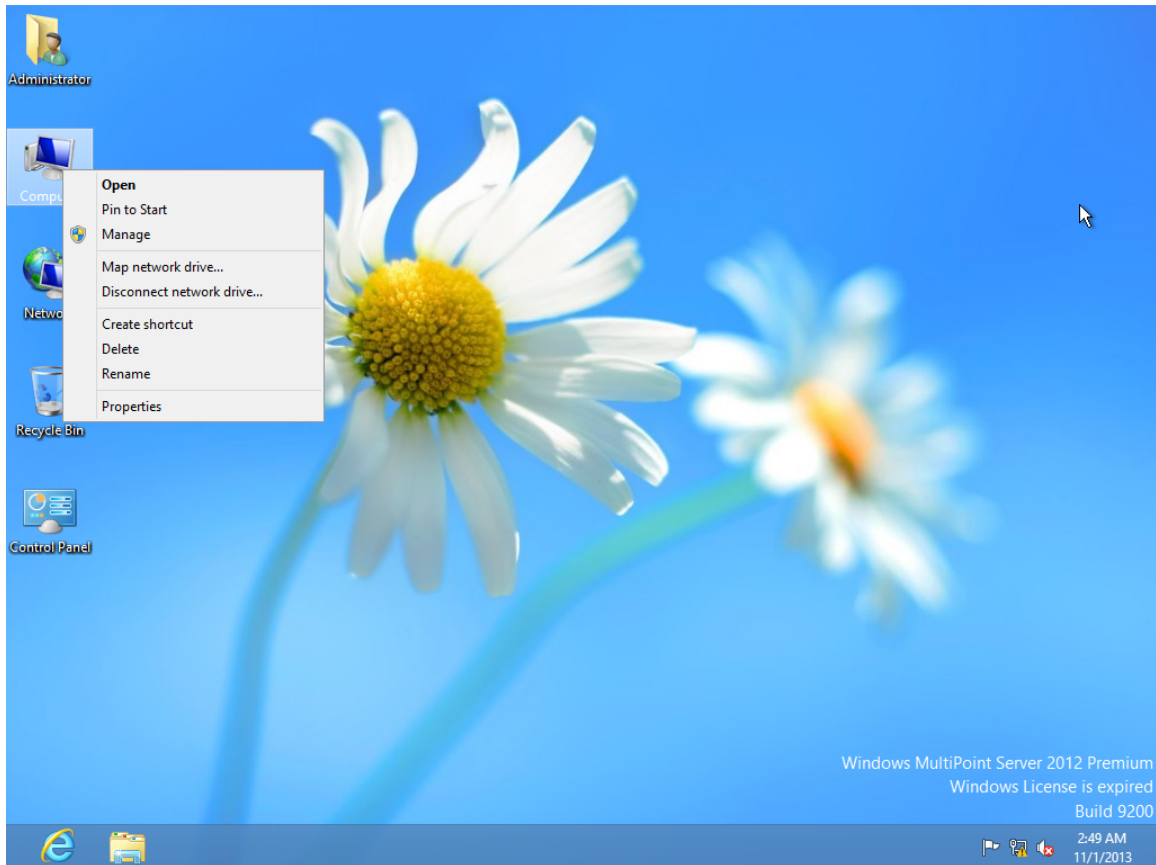 Administrator
Open
Pin to Start
Manage
Map network drive...
Disconnect network drive...
Create shortcut
Delete
Rename
Properties
Recycle Bin
Control Panel
Windows MultiPoint Server 2012 Premium
Windows License is expired
Build 9200
2:49 AM
11/1/2013